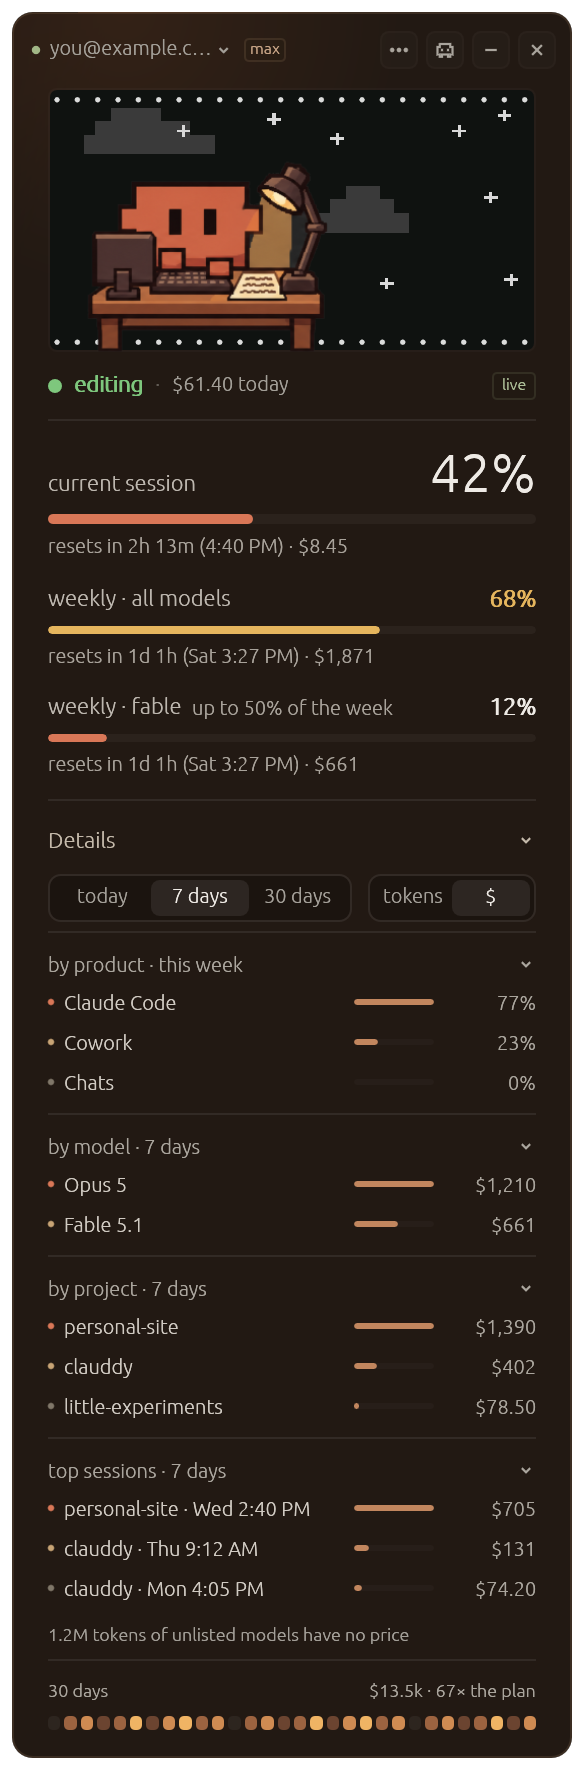 you@example.c... max
editing · $61.40 today live
current session 42%
resets in 2h 13m (4:40 PM) · $8.45
weekly · all models 68%
resets in 1d 1h (Sat 3:27 PM) · $1,871
weekly · fable up to 50% of the week 12%
resets in 1d 1h (Sat 3:27 PM) · $661
Details
today 7 days 30 days tokens $
by product · this week
Claude Code 77%
Cowork 23%
Chats 0%
by model · 7 days
Opus 5 $1,210
Fable 5.1 $661
by project · 7 days
personal-site $1,390
clauddy $402
little-experiments $78.50
top sessions · 7 days
personal-site · Wed 2:40 PM $705
clauddy · Thu 9:12 AM $131
clauddy · Mon 4:05 PM $74.20
1.2M tokens of unlisted models have no price
30 days $13.5k · 67× the plan